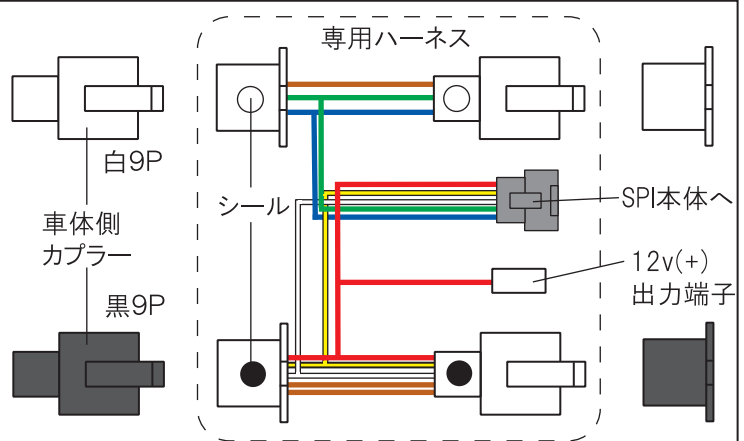 専用ハーネス
白9P
シール
SPI本体へ
車体側
カプラー
12v(+)
出力端子
黒9P